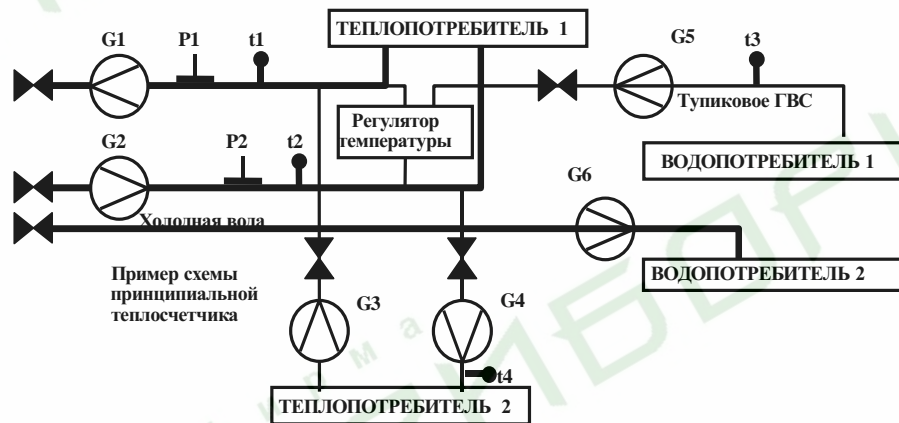 ТЕПЛОПОТРЕБИТЕЛЬ 1
G1
P1
t1
G5
t3
Тупиковое ГВС
Регулятор
температуры
G2
P2
t2
ВОДОПОТРЕБИТЕЛЬ 1
G6
Холодная вода
ВОДОПОТРЕБИТЕЛЬ 2
Пример схемы
принципиальной
теплосчетчика
G3
G4
t4
ТЕПЛОПОТРЕБИТЕЛЬ 2